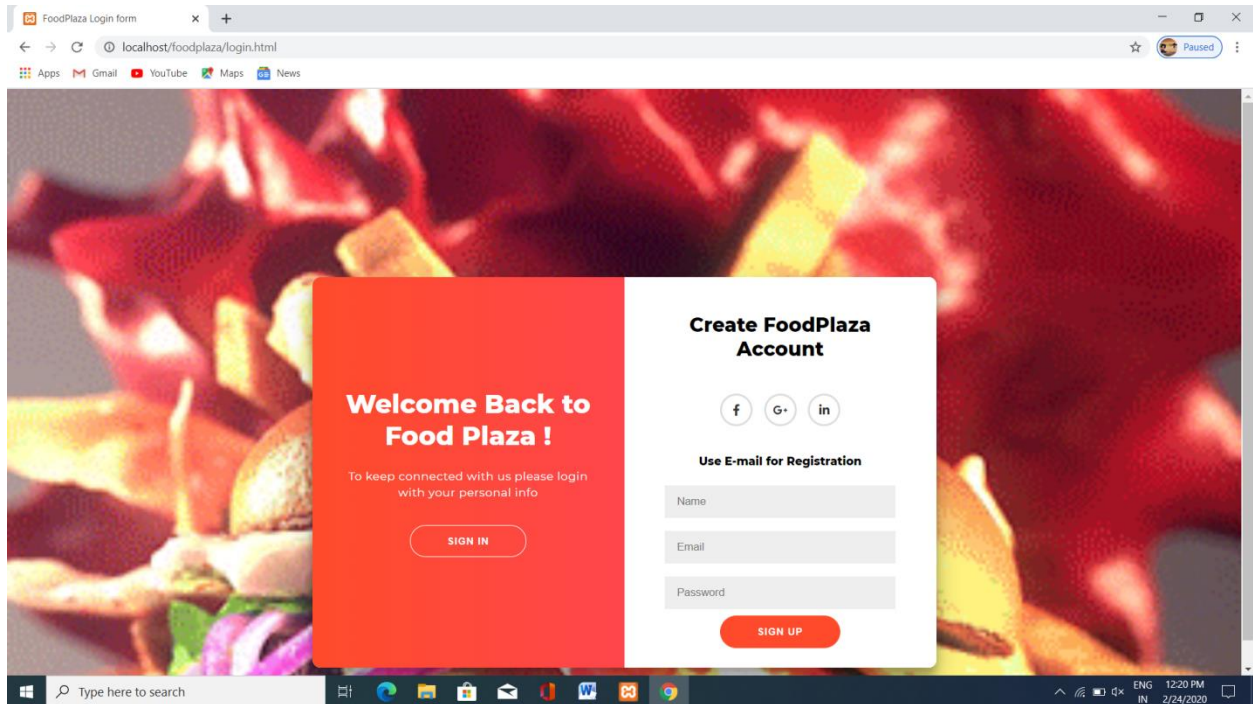 FoodPlaza Login form
localhost/foodplaza/login.html
Paused
Apps Gmail YouTube Maps News
Welcome Back to
Food Plaza !
To keep connected with us please login
with your personal info
SIGN IN
Create FoodPlaza
Account
f G+ in
Use E-mail for Registration
Name
Email
Password
SIGN UP
Type here to search
ENG 12:20 PM
IN 2/24/2020